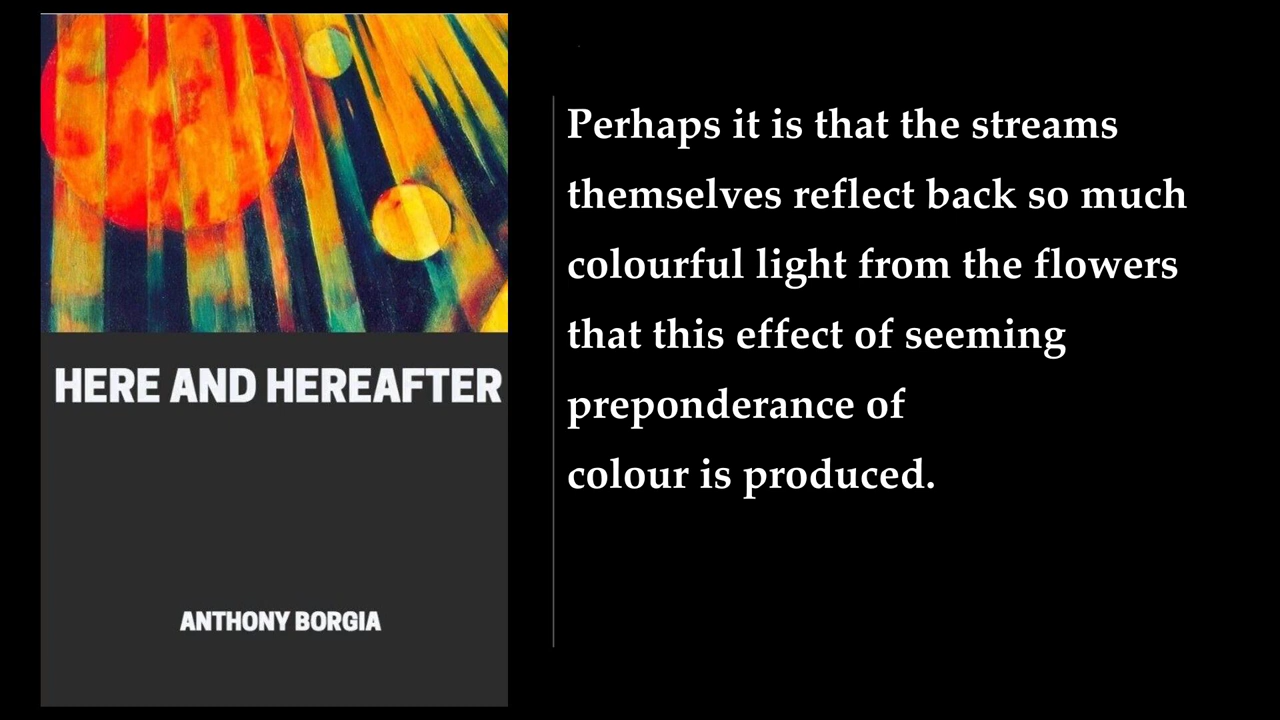 HERE AND HEREAFTER
ANTHONY BORGIA
Perhaps it is that the streams
themselves reflect back so much
colourful light from the flowers
that this effect of seeming
preponderance of
colour is produced.